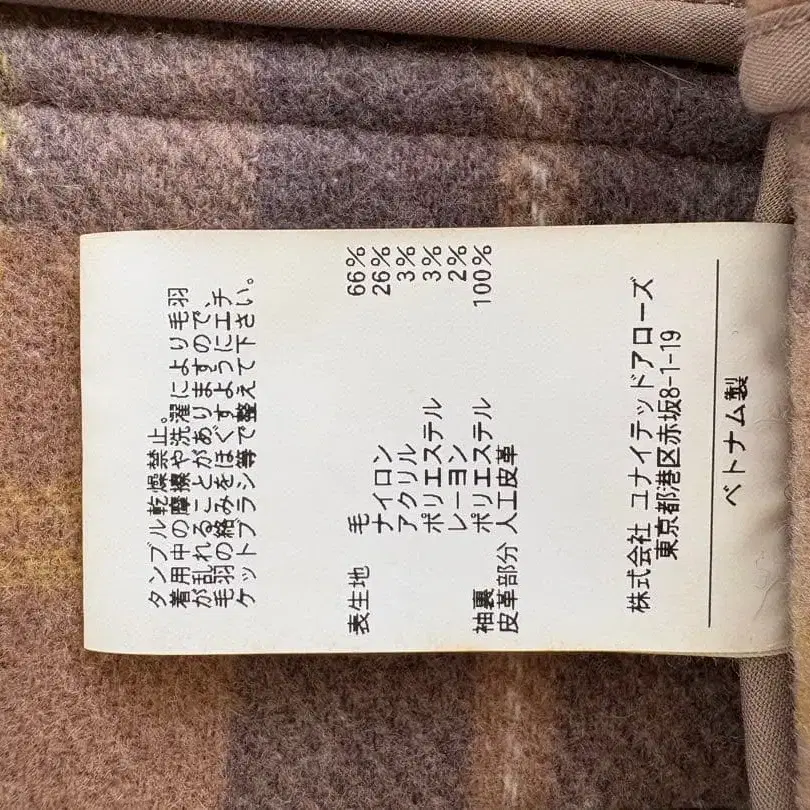 タンブル乾燥禁止。
着用中の摩擦や洗濯により毛羽
が乱れることがありますので、
毛羽の絡みをほぐすようにエチ
ケットブラシ等で整えて下さい。
表生地 毛 66%
ナイロン 26%
アクリル 3%
ポリエステル 3%
レーヨン 2%
袖裏 ポリエステル 100%
皮革部分 人工皮革
株式会社 ユナイテッドアローズ
東京都港区赤坂8-1-19
ベトナム製